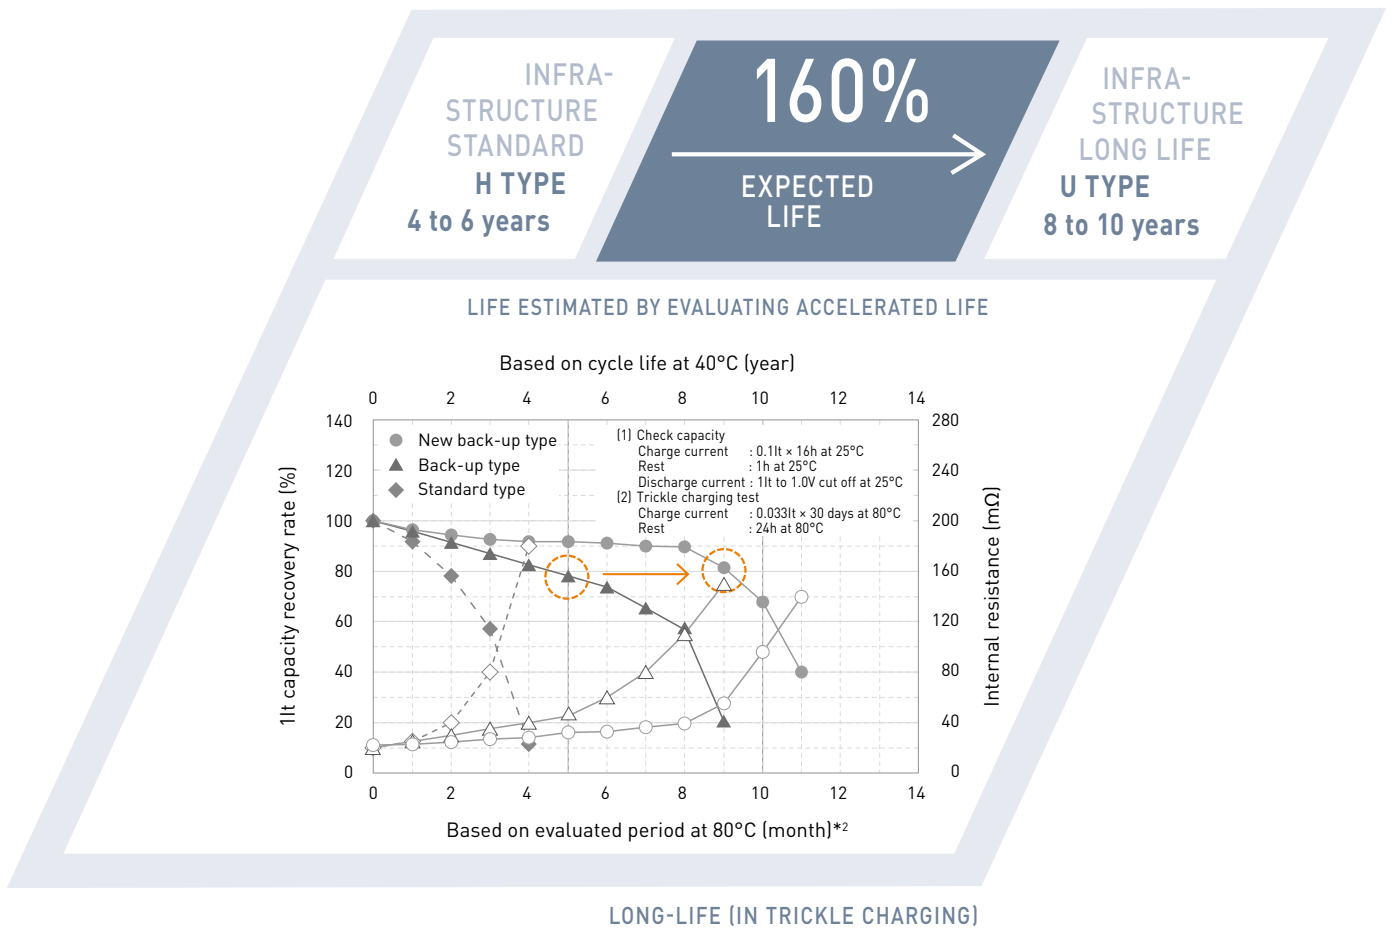 INFRA-
STRUCTURE
STANDARD
H TYPE
4 to 6 years
160%
EXPECTED
LIFE
INFRA-
STRUCTURE
LONG LIFE
U TYPE
8 to 10 years
LIFE ESTIMATED BY EVALUATING ACCELERATED LIFE
Based on cycle life at 40°C (year)
0 2 4 6 8 10 12 14
140 280
120 240
100 200
80 160
60 120
40 80
20 40
0 0
1It capacity recovery rate (%)
Internal resistance (mΩ)
New back-up type
Back-up type
Standard type
(1) Check capacity
Charge current : 0.1It × 16h at 25°C
Rest : 1h at 25°C
Discharge current : 1It to 1.0V cut off at 25°C
(2) Trickle charging test
Charge current : 0.033It × 30 days at 80°C
Rest : 24h at 80°C
0 2 4 6 8 10 12 14
Based on evaluated period at 80°C (month)*2
LONG-LIFE (IN TRICKLE CHARGING)